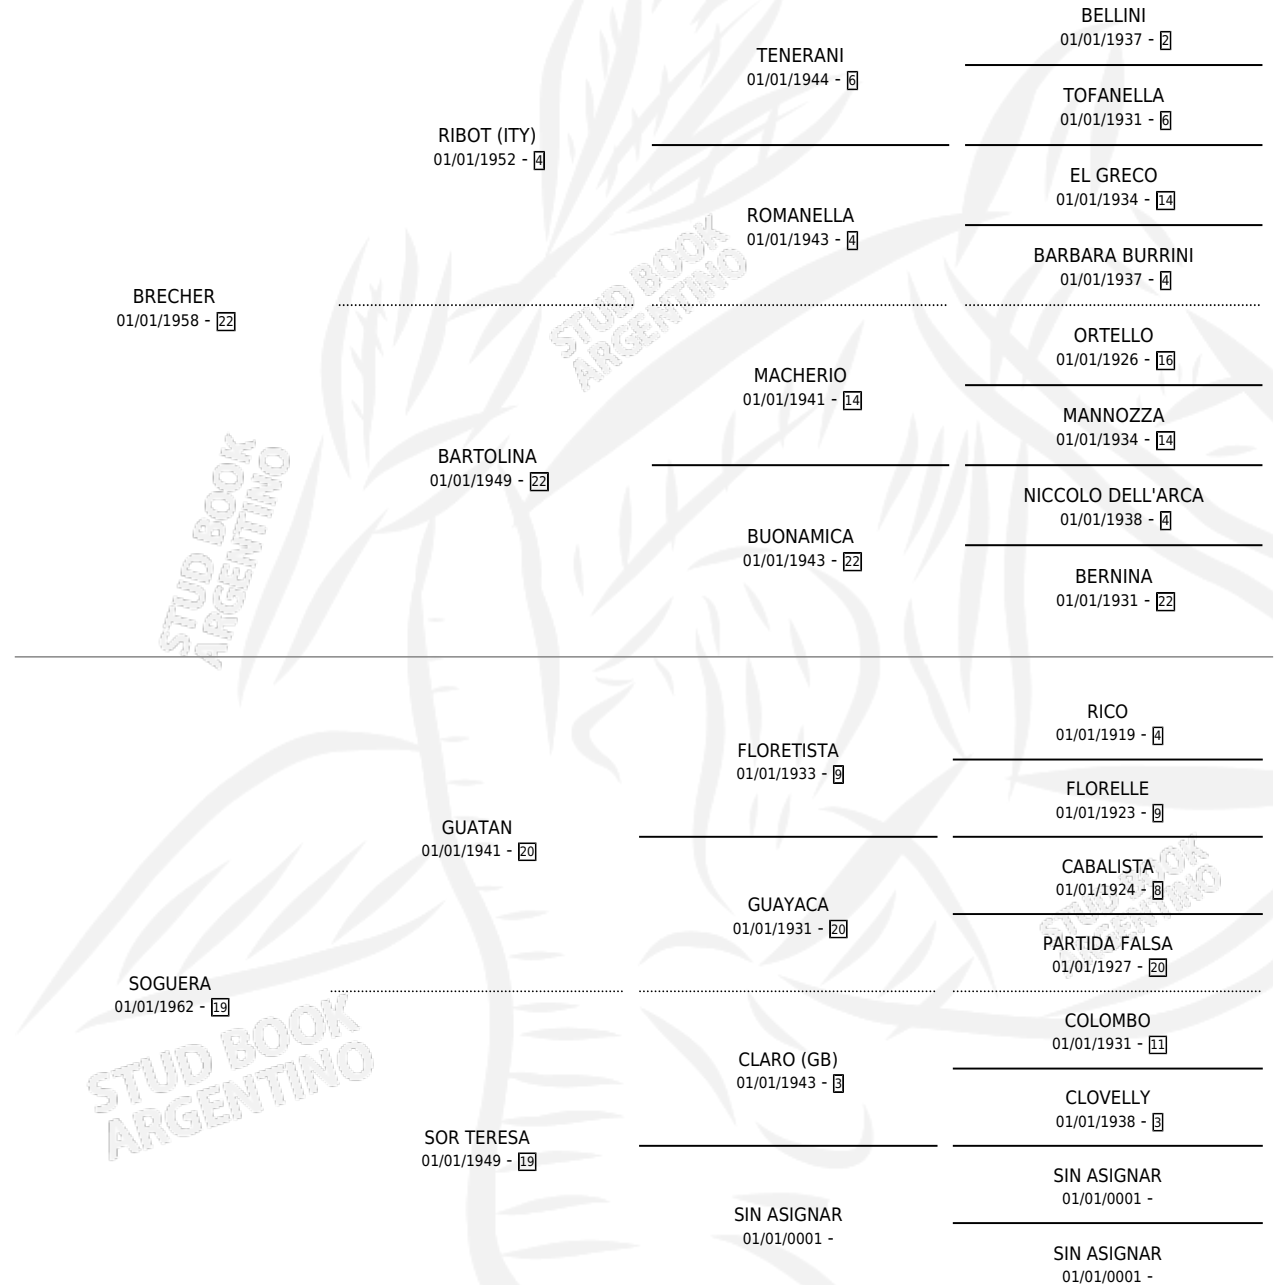 BELLINI
01/01/1937 - 2
TENERANI
01/01/1944 - 6
TOFANELLA
01/01/1931 - 6
RIBOT (ITY)
01/01/1952 - 4
EL GRECO
01/01/1934 - 14
ROMANELLA
01/01/1943 - 4
BARBARA BURRINI
01/01/1937 - 4
BRECHER
01/01/1958 - 22
ORTELLO
01/01/1926 - 16
MACHERIO
01/01/1941 - 14
MANNOZZA
01/01/1934 - 14
BARTOLINA
01/01/1949 - 22
NICCOLO DELL'ARCA
01/01/1938 - 4
BUONAMICA
01/01/1943 - 22
BERNINA
01/01/1931 - 22
STUD BOOK
ARGENTINO
STUD BOOK
ARGENTINO
RICO
01/01/1919 - 4
FLORETISTA
01/01/1933 - 9
FLORELLE
01/01/1923 - 9
GUATAN
01/01/1941 - 20
CABALISTA
01/01/1924 - 8
GUAYACA
01/01/1931 - 20
PARTIDA FALSA
01/01/1927 - 20
SOGUERA
01/01/1962 - 19
COLOMBO
01/01/1931 - 11
CLARO (GB)
01/01/1943 - 3
CLOVELLY
01/01/1938 - 3
SOR TERESA
01/01/1949 - 19
SIN ASIGNAR
01/01/0001 -
SIN ASIGNAR
01/01/0001 -
SIN ASIGNAR
01/01/0001 -
STUD BOOK
ARGENTINO
STUD BOOK
ARGENTINO